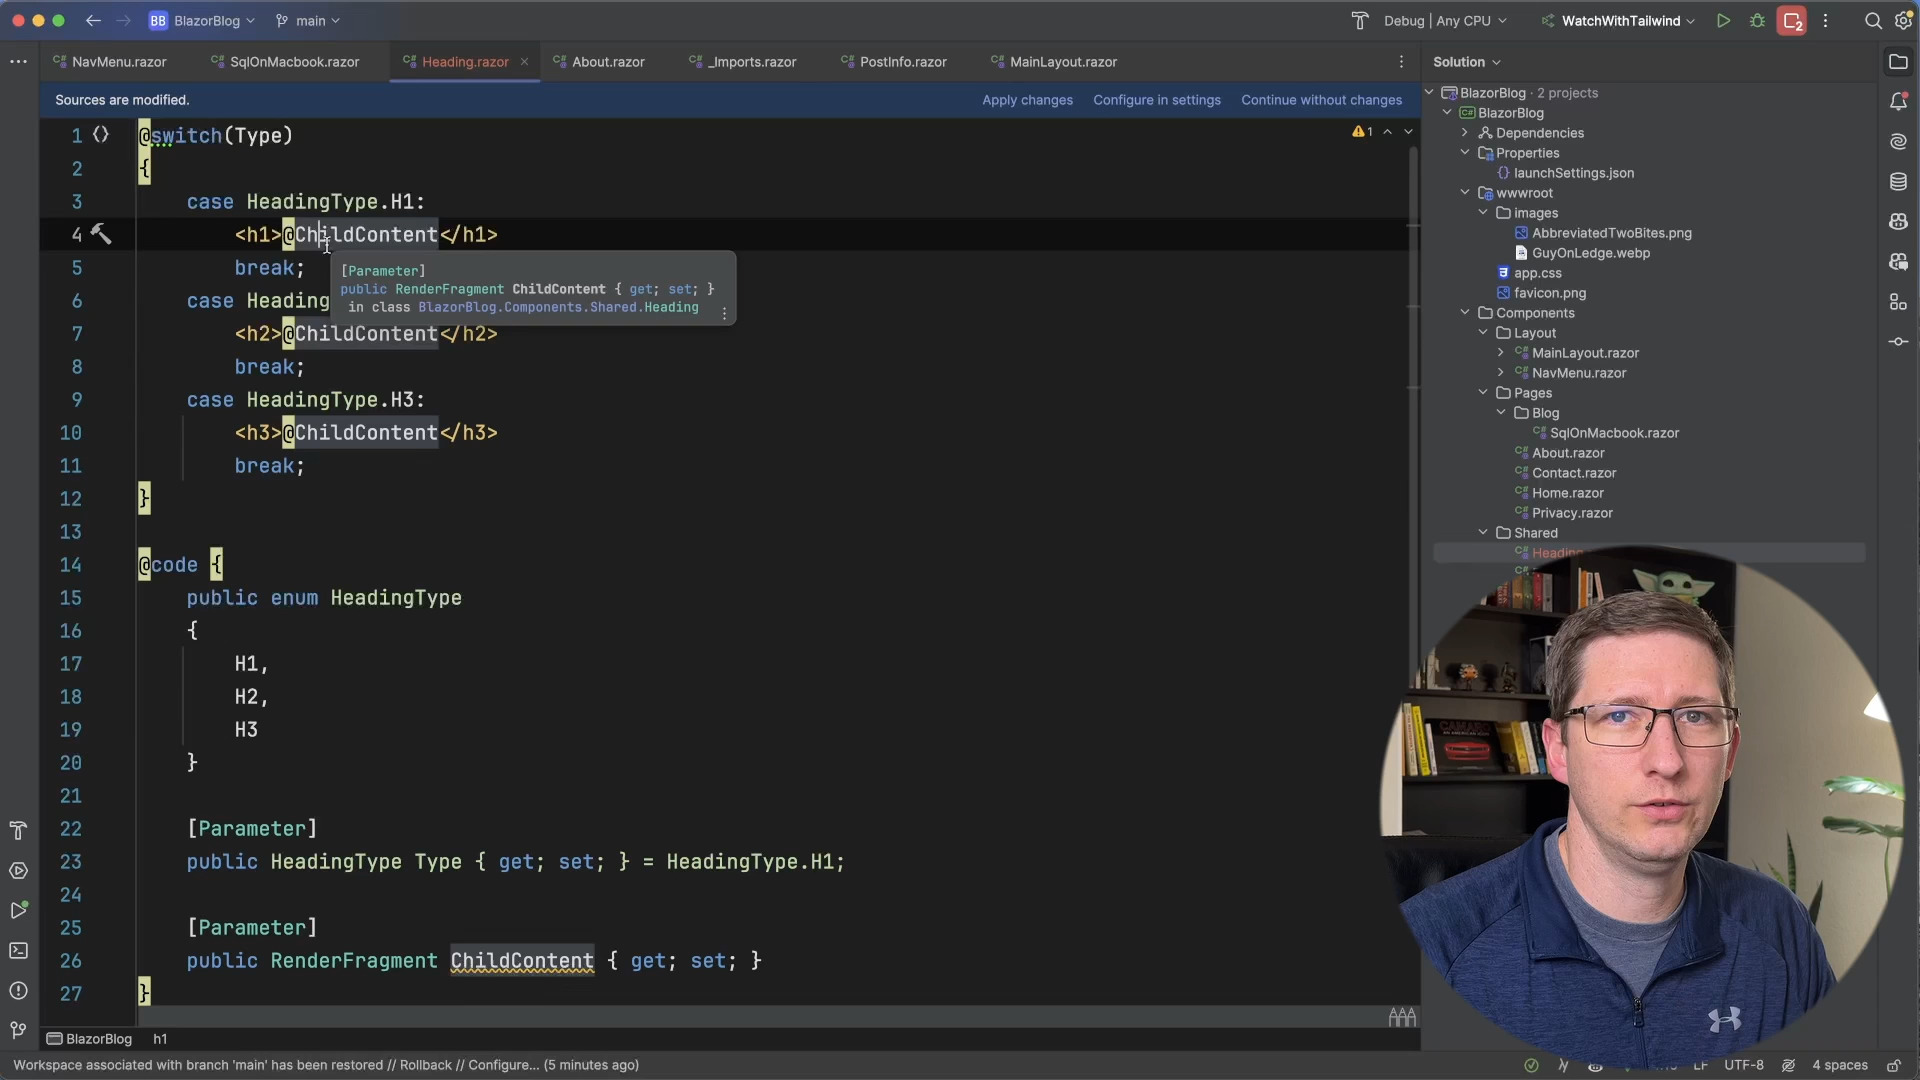 BB BlazorBlog main Debug | Any CPU WatchWithTailwind 2
NavMenu.razor SqlOnMacbook.razor Heading.razor About.razor _Imports.razor PostInfo.razor MainLayout.razor
Sources are modified. Apply changes Configure in settings Continue without changes
1 @switch(Type)
2 {
3 case HeadingType.H1:
4 <h1>@ChildContent</h1>
5 break;
6 case Heading
7 <h2>@ChildContent</h2>
8 break;
9 case HeadingType.H3:
10 <h3>@ChildContent</h3>
11 break;
12 }
13
14 @code {
15 public enum HeadingType
16 {
17 H1,
18 H2,
19 H3
20 }
21
22 [Parameter]
23 public HeadingType Type { get; set; } = HeadingType.H1;
24
25 [Parameter]
26 public RenderFragment ChildContent { get; set; }
27 }
1
[Parameter]
public RenderFragment ChildContent { get; set; }
in class BlazorBlog.Components.Shared.Heading
Solution
BlazorBlog · 2 projects
BlazorBlog
Dependencies
Properties
launchSettings.json
wwwroot
images
AbbreviatedTwoBites.png
GuyOnLedge.webp
app.css
favicon.png
Components
Layout
MainLayout.razor
NavMenu.razor
Pages
Blog
SqlOnMacbook.razor
About.razor
Contact.razor
Home.razor
Privacy.razor
Shared
Heading
CAMARO
BlazorBlog h1
Workspace associated with branch 'main' has been restored // Rollback // Configure... (5 minutes ago)
LF UTF-8 4 spaces